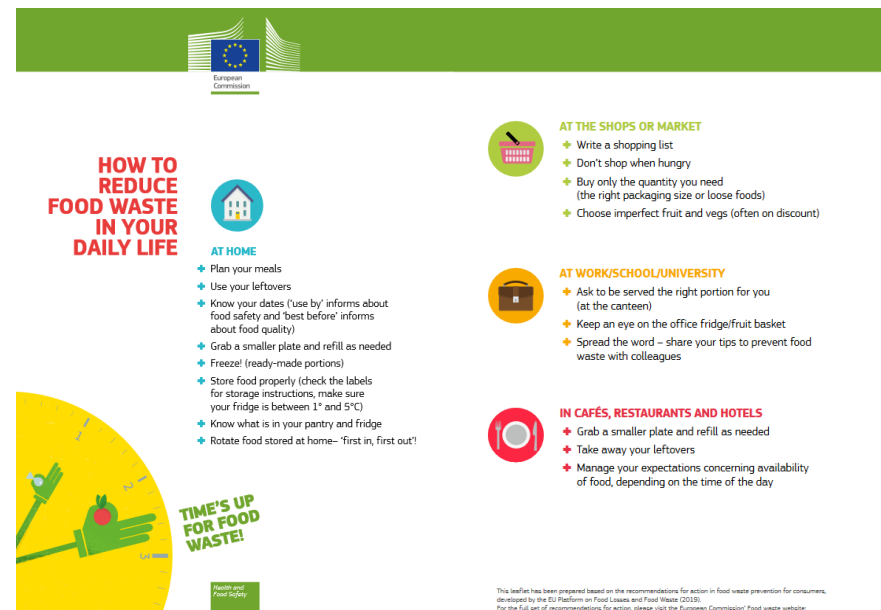 European
Commission
HOW TO
REDUCE
FOOD WASTE
IN YOUR
DAILY LIFE
AT HOME
Plan your meals
Use your leftovers
Know your dates (‘use by’ informs about
food safety and ‘best before’ informs
about food quality)
Grab a smaller plate and refill as needed
Freeze! (ready-made portions)
Store food properly (check the labels
for storage instructions, make sure
your fridge is between 1° and 5°C)
Know what is in your pantry and fridge
Rotate food stored at home– ‘first in, first out’!
1
2
3
TIME’S UP
FOR FOOD
WASTE!
Health and
Food Safety
AT THE SHOPS OR MARKET
Write a shopping list
Don’t shop when hungry
Buy only the quantity you need
(the right packaging size or loose foods)
Choose imperfect fruit and vegs (often on discount)
AT WORK/SCHOOL/UNIVERSITY
Ask to be served the right portion for you
(at the canteen)
Keep an eye on the office fridge/fruit basket
Spread the word – share your tips to prevent food
waste with colleagues
IN CAFÉS, RESTAURANTS AND HOTELS
Grab a smaller plate and refill as needed
Take away your leftovers
Manage your expectations concerning availability
of food, depending on the time of the day
This leaflet has been prepared based on the recommendations for action in food waste prevention for consumers,
developed by the EU Platform on Food Losses and Food Waste (2019).
For the full set of recommendations for action, please visit the European Commission’ Food waste website: